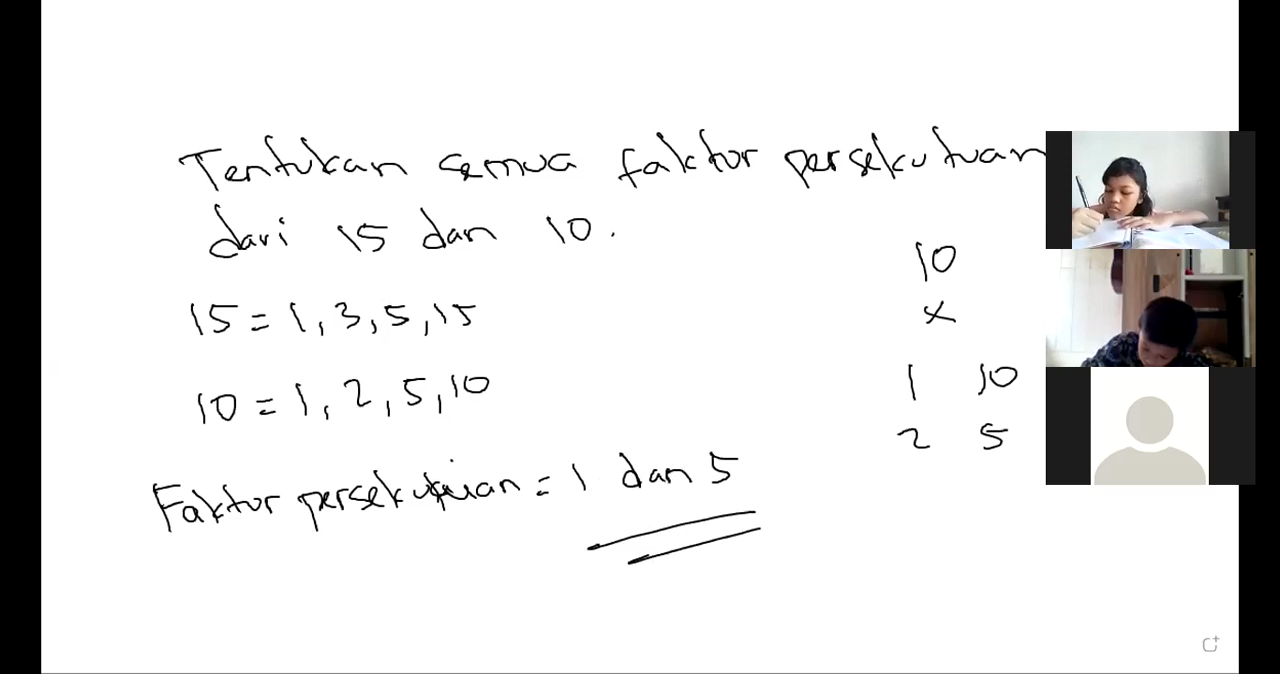 Tentukan semua faktor persekutuan
dari 15 dan 10.
15 = 1, 3, 5, 15
10 = 1, 2, 5, 10
Faktor persekutuan = 1 dan 5
10
x
1 10
2 5